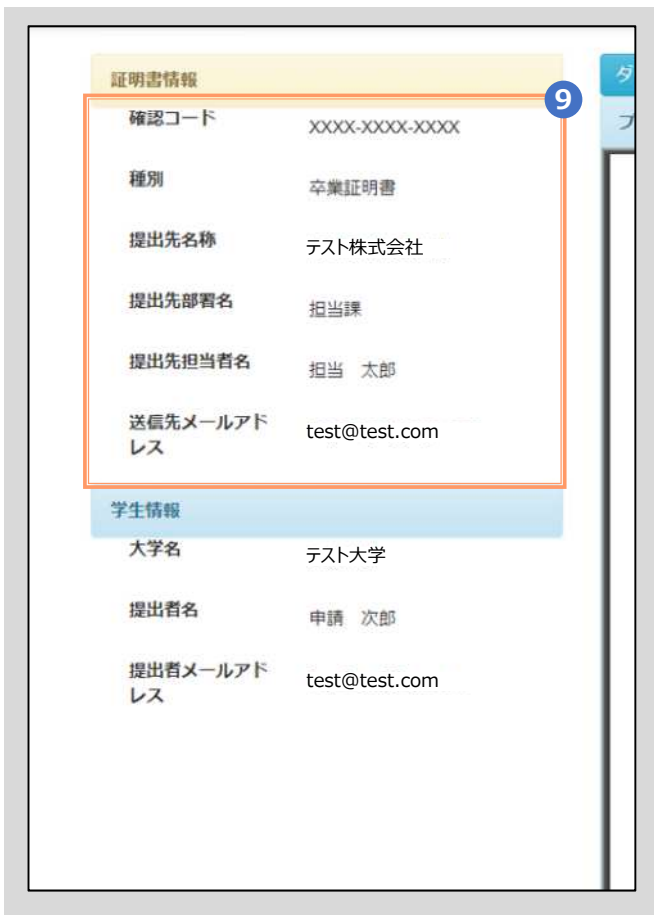 証明書情報
9
ダ
プ
確認コード
XXXX-XXXX-XXXX
種別
卒業証明書
提出先名称
テスト株式会社
提出先部署名
担当課
提出先担当者名
担当　太郎
送信先メールアド
レス
test@test.com
学生情報
大学名
テスト大学
提出者名
申請　次郎
提出者メールアド
レス
test@test.com